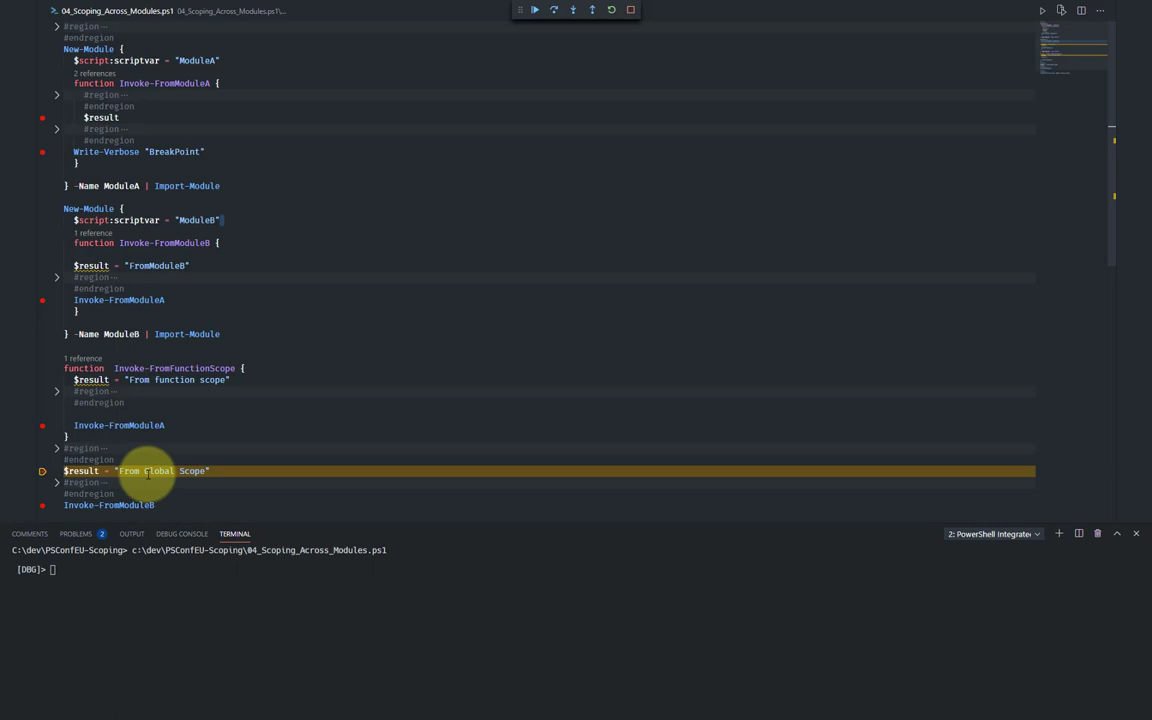 04_Scoping_Across_Modules.ps1 04_Scoping_Across_Modules.ps1\...
#region···
#endregion
New-Module {
$script:scriptvar = "ModuleA"
2 references
function Invoke-FromModuleA {
#region···
#endregion
$result
#region···
#endregion
Write-Verbose "BreakPoint"
}
} -Name ModuleA | Import-Module
New-Module {
$script:scriptvar = "ModuleB"
1 reference
function Invoke-FromModuleB {
$result = "FromModuleB"
#region···
#endregion
Invoke-FromModuleA
}
} -Name ModuleB | Import-Module
1 reference
function Invoke-FromFunctionScope {
$result = "From function scope"
#region···
#endregion
Invoke-FromModuleA
}
#region···
#endregion
$result = "From Global Scope"
#region···
#endregion
Invoke-FromModuleB
COMMENTS PROBLEMS 2 OUTPUT DEBUG CONSOLE TERMINAL 2: PowerShell Integrate
C:\dev\PSConfEU-Scoping> c:\dev\PSConfEU-Scoping\04_Scoping_Across_Modules.ps1
[DBG]>